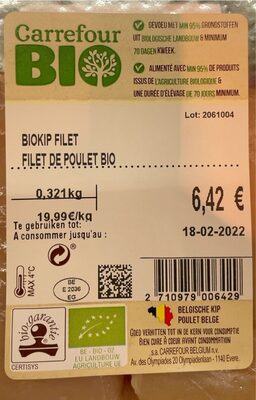 Carrefour
BIO
GEVOED MET MIN 95% GRONDSTOFFEN
UIT BIOLOGISCHE LANDBOUW & MINIMUM
70 DAGEN KWEEK.
ALIMENTÉ AVEC MIN 95% DE PRODUITS
ISSUS DE L'AGRICULTURE BIOLOGIQUE &
UNE DURÉE D'ÉLEVAGE DE 70 JOURS MINIMUM.
Lot: 2061004
BIOKIP FILET
FILET DE POULET BIO
0,321kg
6,42 €
19,99€/kg
Te gebruiken tot:
A consommer jusqu'au :
18-02-2022
MAX 4°C
BE
E 2036
EG
2 710979 006429
BELGISCHE KIP
POULET BELGE
bio garantie
CERTISYS
BE - BIO - 02
EU LANDBOUW
AGRICULTURE UE
GOED VERHITTEN TOT IN DE KERN VOOR CONSUMPTIE
BIEN CUIRE À CŒUR AVANT CONSOMMATION
s.a. CARREFOUR BELGIUM n.v.
Av. des Olympiades 20 Olympiadenlaan - 1140 Evere.